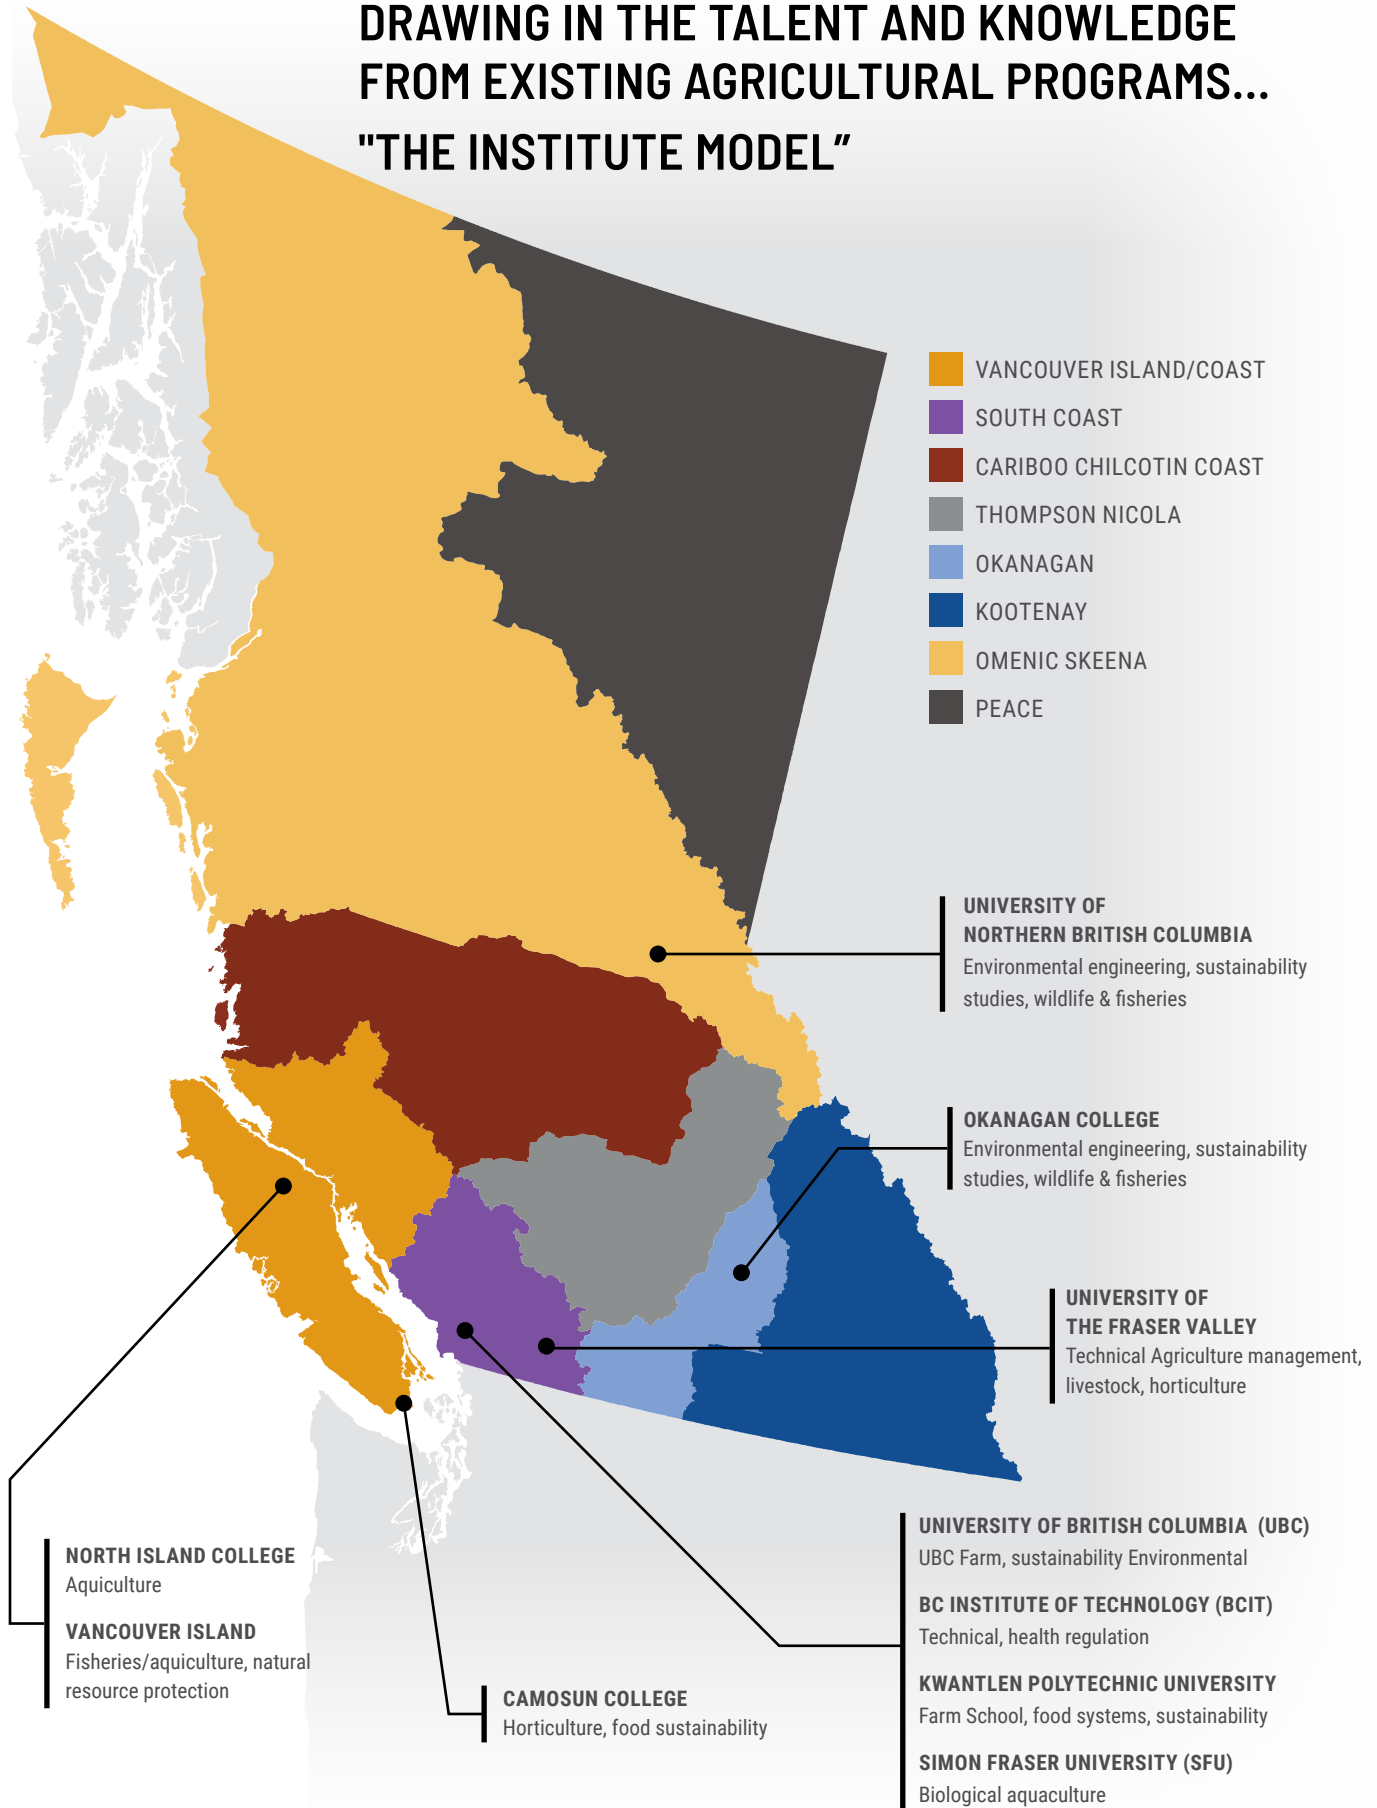 DRAWING IN THE TALENT AND KNOWLEDGE
FROM EXISTING AGRICULTURAL PROGRAMS...
"THE INSTITUTE MODEL”
VANCOUVER ISLAND/COAST
SOUTH COAST
CARIBOO CHILCOTIN COAST
THOMPSON NICOLA
OKANAGAN
KOOTENAY
OMENIC SKEENA
PEACE
UNIVERSITY OF
NORTHERN BRITISH COLUMBIA
Environmental engineering, sustainability
studies, wildlife & fisheries
OKANAGAN COLLEGE
Environmental engineering, sustainability
studies, wildlife & fisheries
UNIVERSITY OF
THE FRASER VALLEY
Technical Agriculture management,
livestock, horticulture
UNIVERSITY OF BRITISH COLUMBIA (UBC)
UBC Farm, sustainability Environmental
BC INSTITUTE OF TECHNOLOGY (BCIT)
Technical, health regulation
KWANTLEN POLYTECHNIC UNIVERSITY
Farm School, food systems, sustainability
SIMON FRASER UNIVERSITY (SFU)
Biological aquaculture
NORTH ISLAND COLLEGE
Aquiculture
VANCOUVER ISLAND
Fisheries/aquiculture, natural
resource protection
CAMOSUN COLLEGE
Horticulture, food sustainability